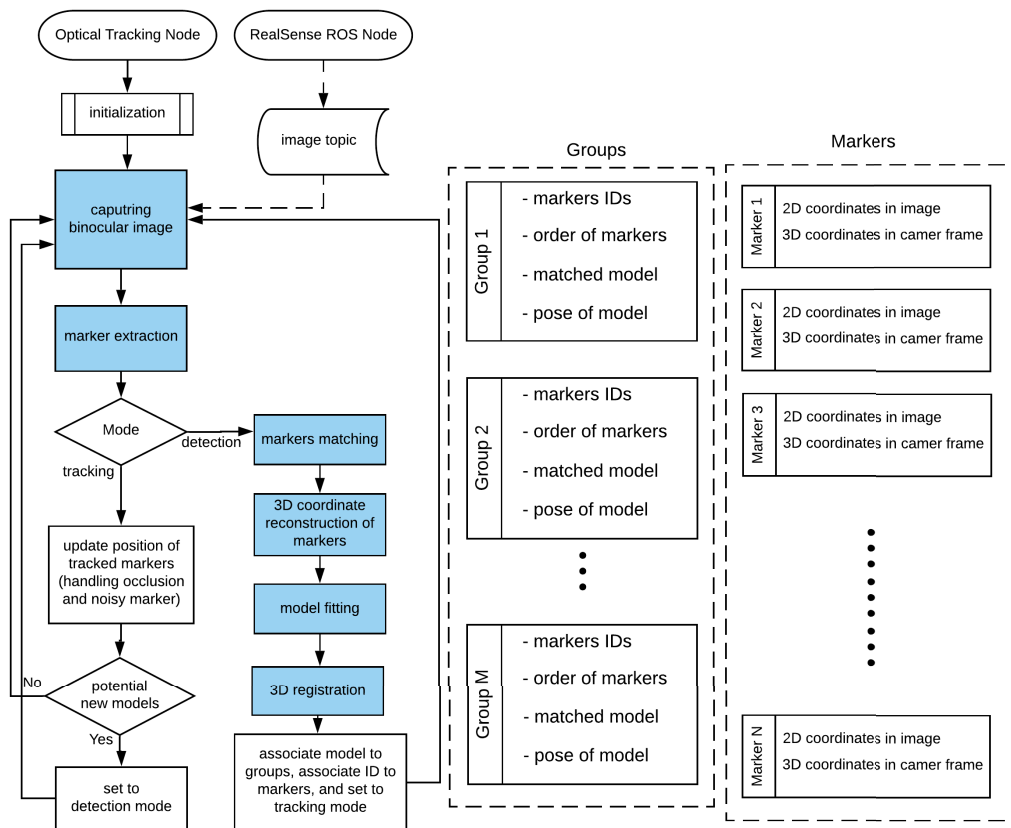 Optical Tracking Node
RealSense ROS Node
initialization
image topic
caputring
binocular image
marker extraction
Mode
detection
tracking
markers matching
3D coordinate
reconstruction of
markers
update position of
tracked markers
(handling occlusion
and noisy marker)
model fitting
3D registration
No
potential
new models
Yes
set to
detection mode
associate model to
groups, associate ID to
markers, and set to
tracking mode
Groups
Group 1
- markers IDs
- order of markers
- matched model
- pose of model
Group 2
- markers IDs
- order of markers
- matched model
- pose of model
Group M
- markers IDs
- order of markers
- matched model
- pose of model
Markers
Marker 1
2D coordinates in image
3D coordinates in camer frame
Marker 2
2D coordinates in image
3D coordinates in camer frame
Marker 3
2D coordinates in image
3D coordinates in camer frame
Marker N
2D coordinates in image
3D coordinates in camer frame